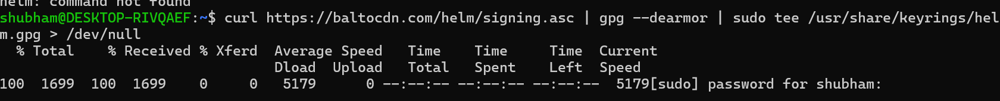 helm: command not found
shubham@DESKTOP-RIVQAEF:~$ curl https://baltocdn.com/helm/signing.asc | gpg --dearmor | sudo tee /usr/share/keyrings/hel
m.gpg > /dev/null
  % Total    % Received % Xferd  Average Speed   Time    Time     Time  Current
                                 Dload  Upload   Total   Spent    Left  Speed
100  1699  100  1699    0     0   5179      0 --:--:-- --:--:-- --:--:--  5179[sudo] password for shubham: